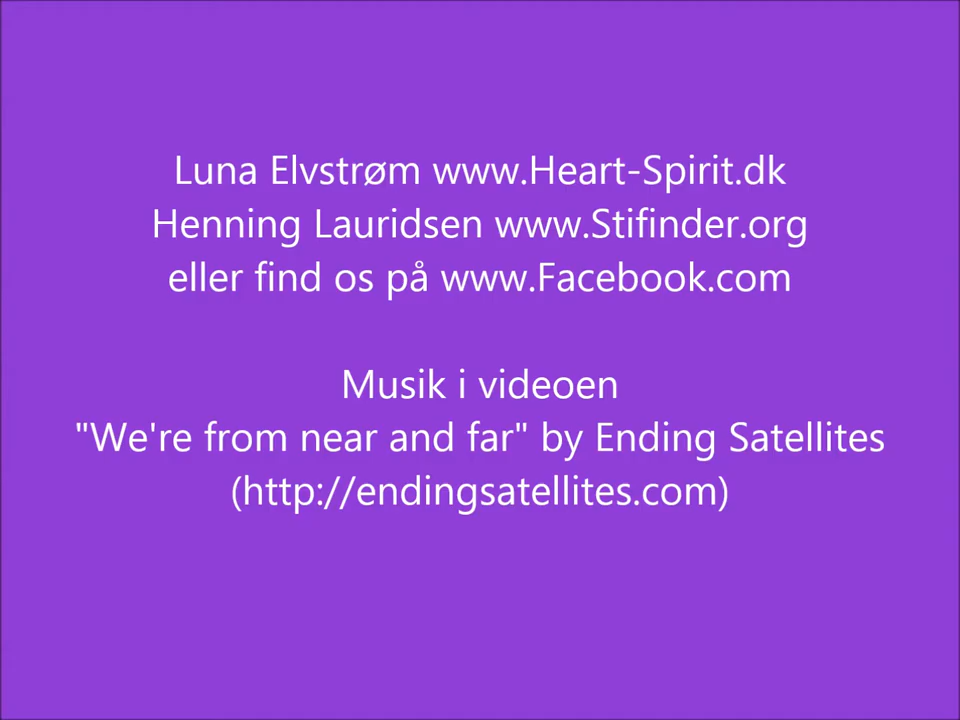 Luna Elvstrøm www.Heart-Spirit.dk
Henning Lauridsen www.Stifinder.org
eller find os på www.Facebook.com
Musik i videoen
"We're from near and far" by Ending Satellites
(http://endingsatellites.com)